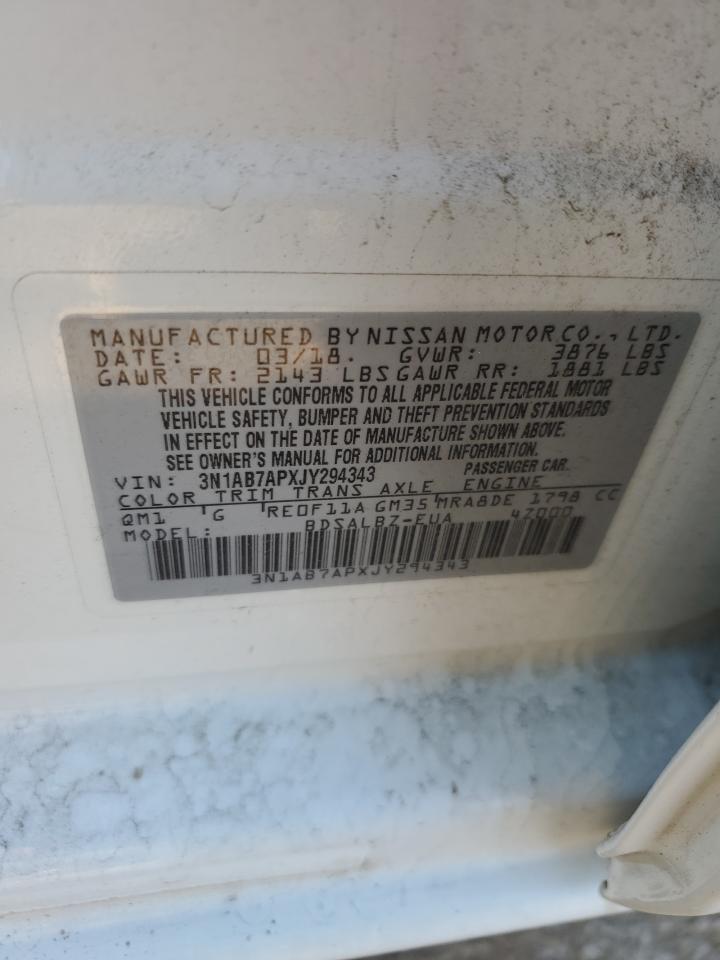 MANUFACTURED BY NISSAN MOTOR CO., LTD.
DATE: 03/18. GVWR: 3876 LBS
GAWR FR: 2143 LBS GAWR RR: 1881 LBS
THIS VEHICLE CONFORMS TO ALL APPLICABLE FEDERAL MOTOR
VEHICLE SAFETY, BUMPER AND THEFT PREVENTION STANDARDS
IN EFFECT ON THE DATE OF MANUFACTURE SHOWN ABOVE.
SEE OWNER'S MANUAL FOR ADDITIONAL INFORMATION.
VIN: 3N1AB7APXJY294343 PASSENGER CAR.
COLOR TRIM TRANS AXLE ENGINE
QM1 G RE0F11A GM35 MRA8DE 1798 CC
MODEL: BDSALBZ-EUA 47000
3N1AB7APXJY294343